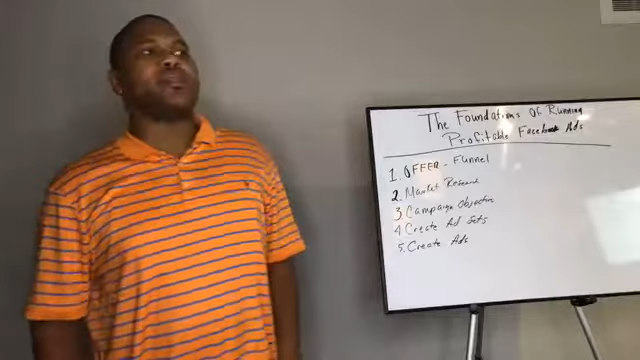 The Foundations Of Running
Profitable Facebook Ads
1. OFFER - Funnel
2. Market Research
3. Campaign Objective
4. Create Ad Sets
5. Create Ads